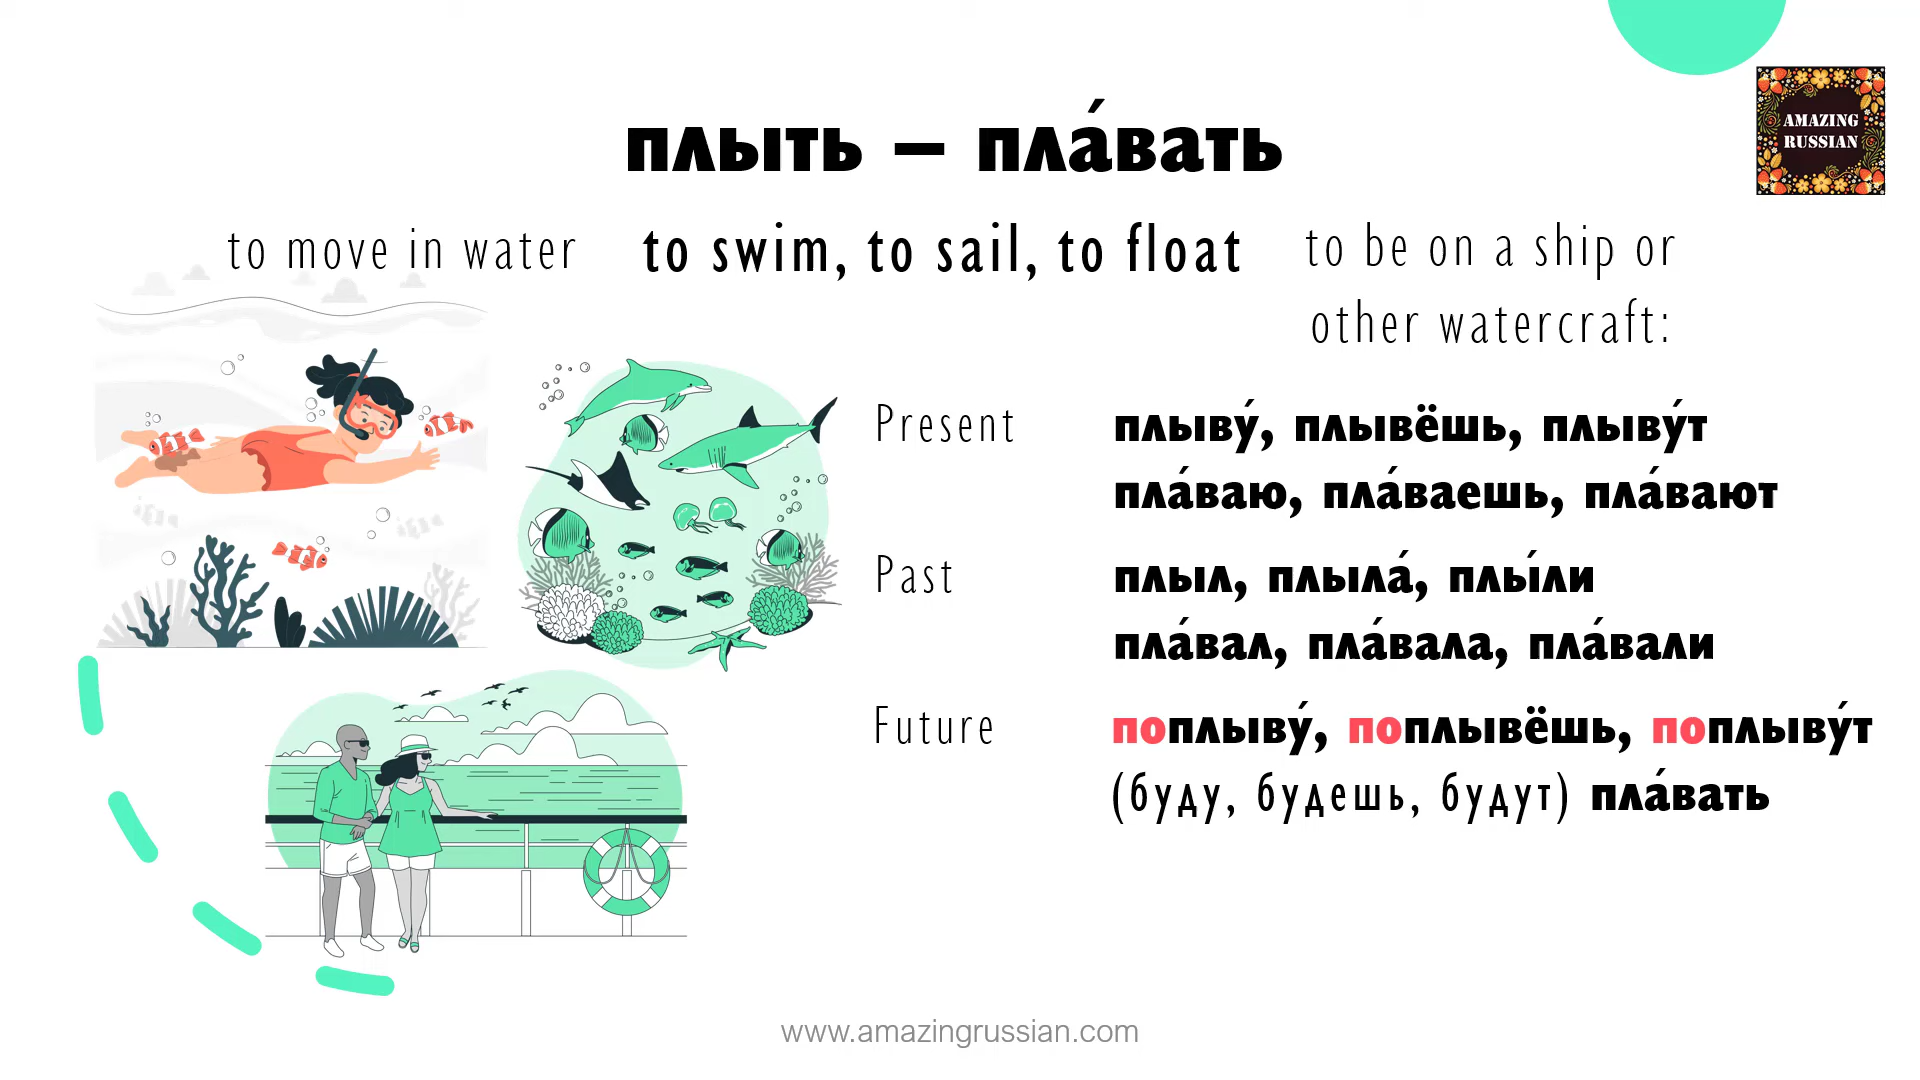 AMAZING
RUSSIAN
плыть – пла́вать
to move in water
to swim, to sail, to float
to be on a ship or
other watercraft:
Present
плыву́, плывёшь, плыву́т
пла́ваю, пла́ваешь, пла́вают
Past
плыл, плыла́, плы́ли
пла́вал, пла́вала, пла́вали
Future
поплыву́, поплывёшь, поплыву́т
(буду, будешь, будут) пла́вать
www.amazingrussian.com